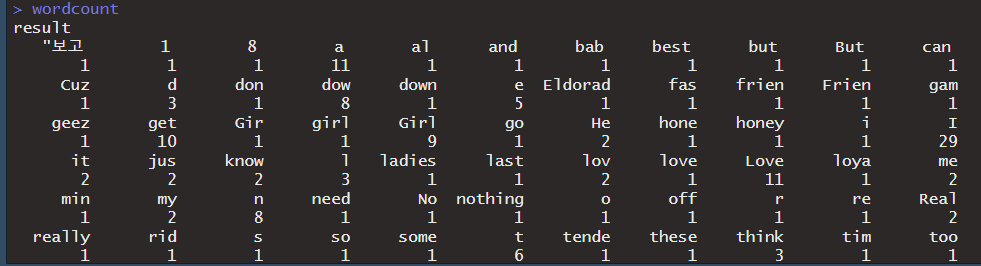 > wordcount
result
"보고 1 8 a al and bab best but But can
1 1 1 11 1 1 1 1 1 1 1
Cuz d don dow down e Eldorad fas frien Frien gam
1 3 1 8 1 5 1 1 1 1 1
geez get Gir girl Girl go He hone honey i I
1 10 1 1 9 1 2 1 1 1 29
it jus know l ladies last lov love Love loya me
2 2 2 3 1 1 2 1 11 1 2
min my n need No nothing o off r re Real
1 2 8 1 1 1 1 1 1 1 2
really rid s so some t tende these think tim too
1 1 1 1 1 6 1 1 3 1 1